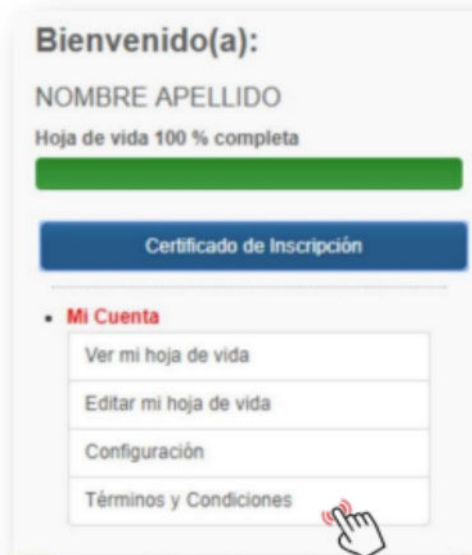 Bienvenido(a):
NOMBRE APELLIDO
Hoja de vida 100 % completa
Certificado de Inscripción
• Mi Cuenta
Ver mi hoja de vida
Editar mi hoja de vida
Configuración
Términos y Condiciones